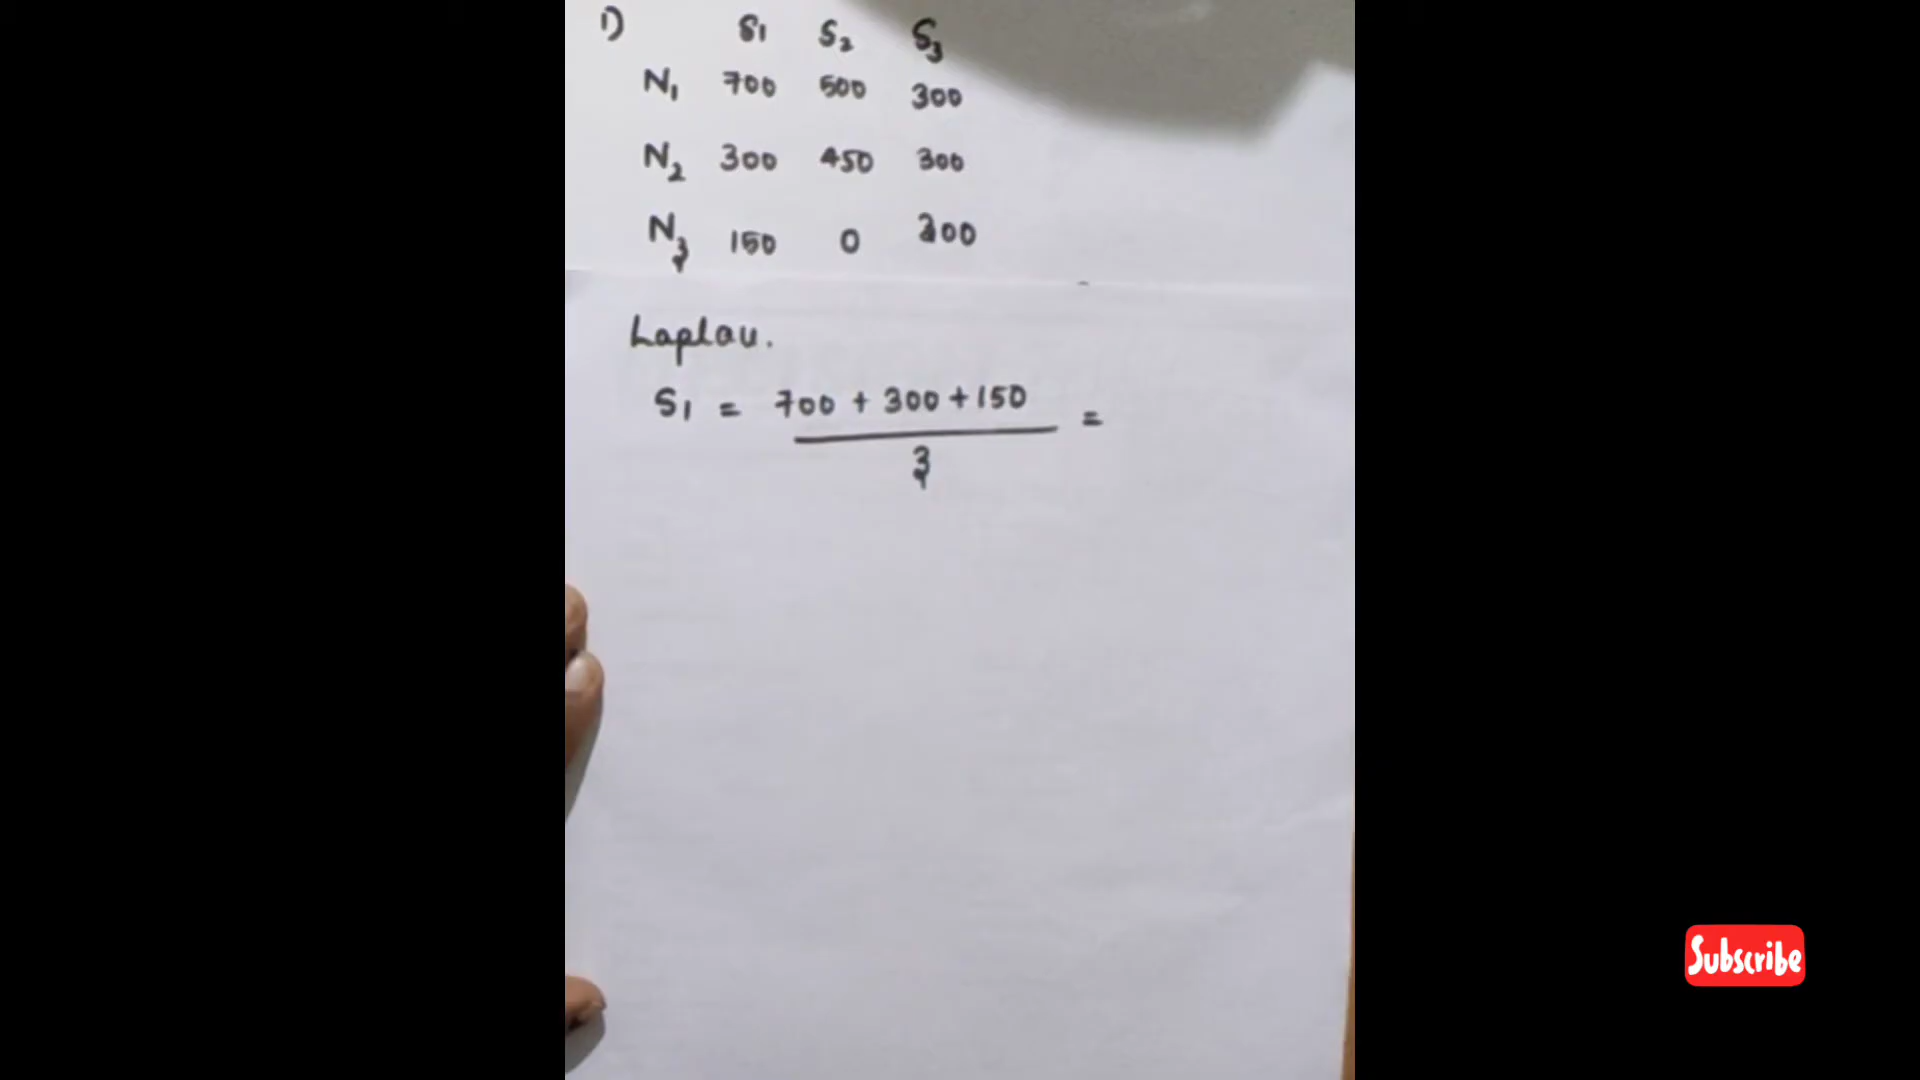 1) S1 S2 S3
N1 700 500 300
N2 300 450 300
N3 150 0 300
Laplau.
S1 = 700 + 300 + 150 =
3
Subscribe